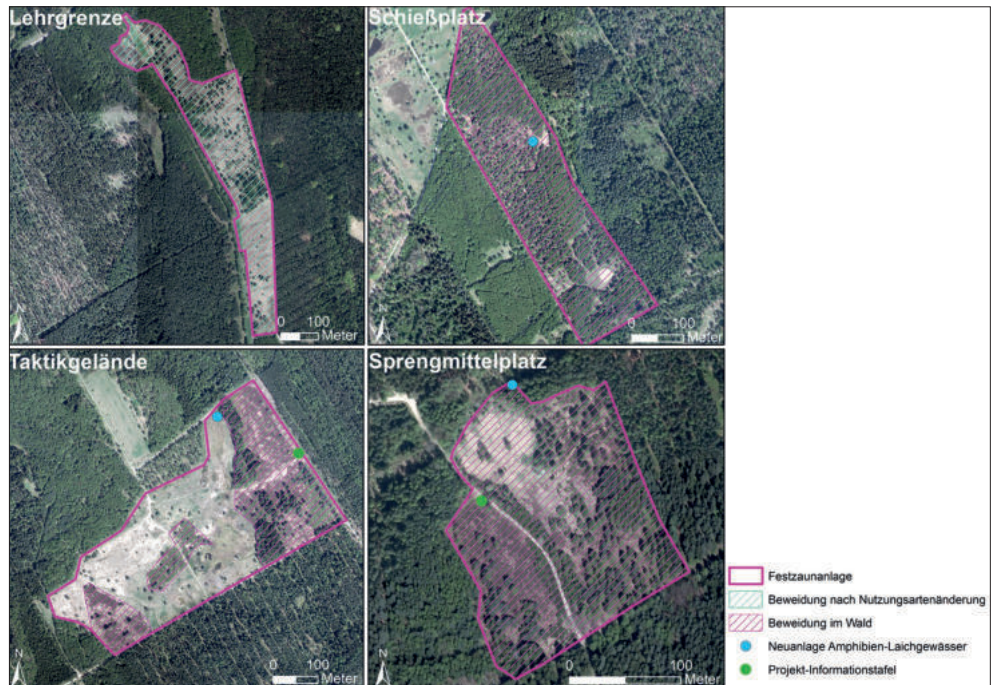 Lehrgrenze
N
0 100
Meter
Schießplatz
N
0 100
Meter
Taktikgelände
N
0 100
Meter
Sprengmittelplatz
N
0 100
Meter
Festzaunanlage
Beweidung nach Nutzungsartenänderung
Beweidung im Wald
Neuanlage Amphibien-Laichgewässer
Projekt-Informationstafel